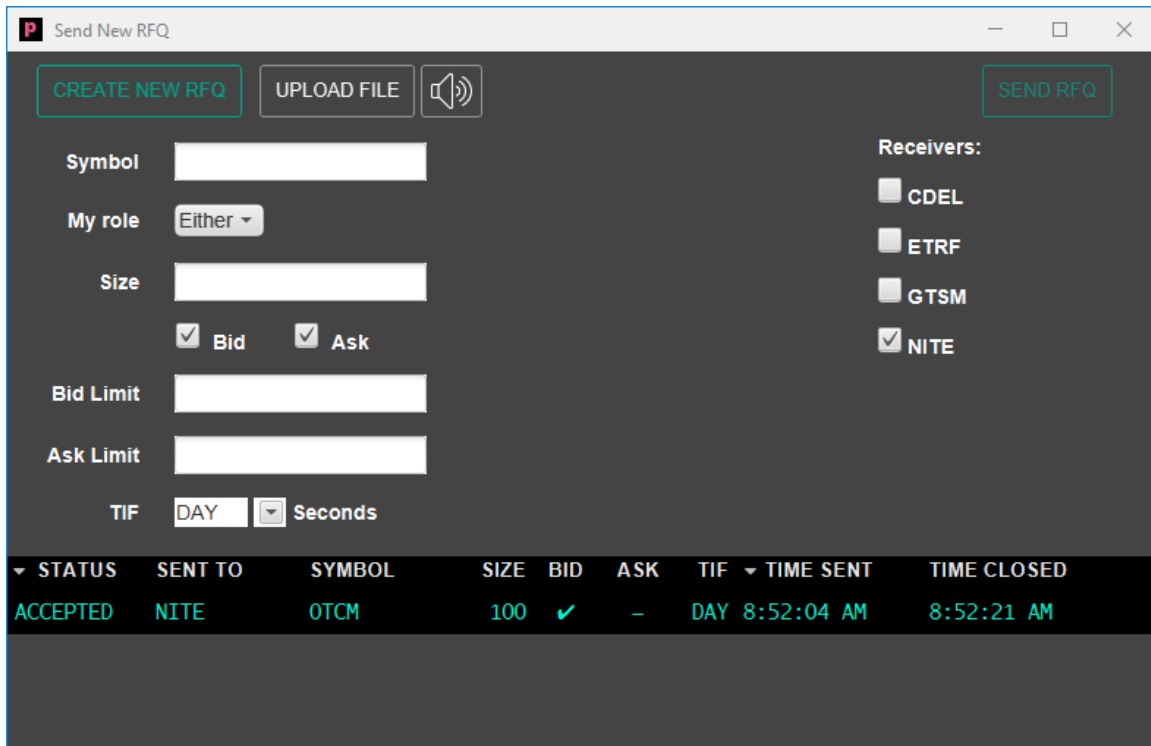 p Send New RFQ
CREATE NEW RFQ UPLOAD FILE SEND RFQ
Symbol
Receivers:
CDEL
My role Either
ETRF
Size
GTSM
Bid Ask
NITE
Bid Limit
Ask Limit
TIF DAY Seconds
STATUS SENT TO SYMBOL SIZE BID ASK TIF TIME SENT TIME CLOSED
ACCEPTED NITE OTCM 100 ✔ – DAY 8:52:04 AM 8:52:21 AM